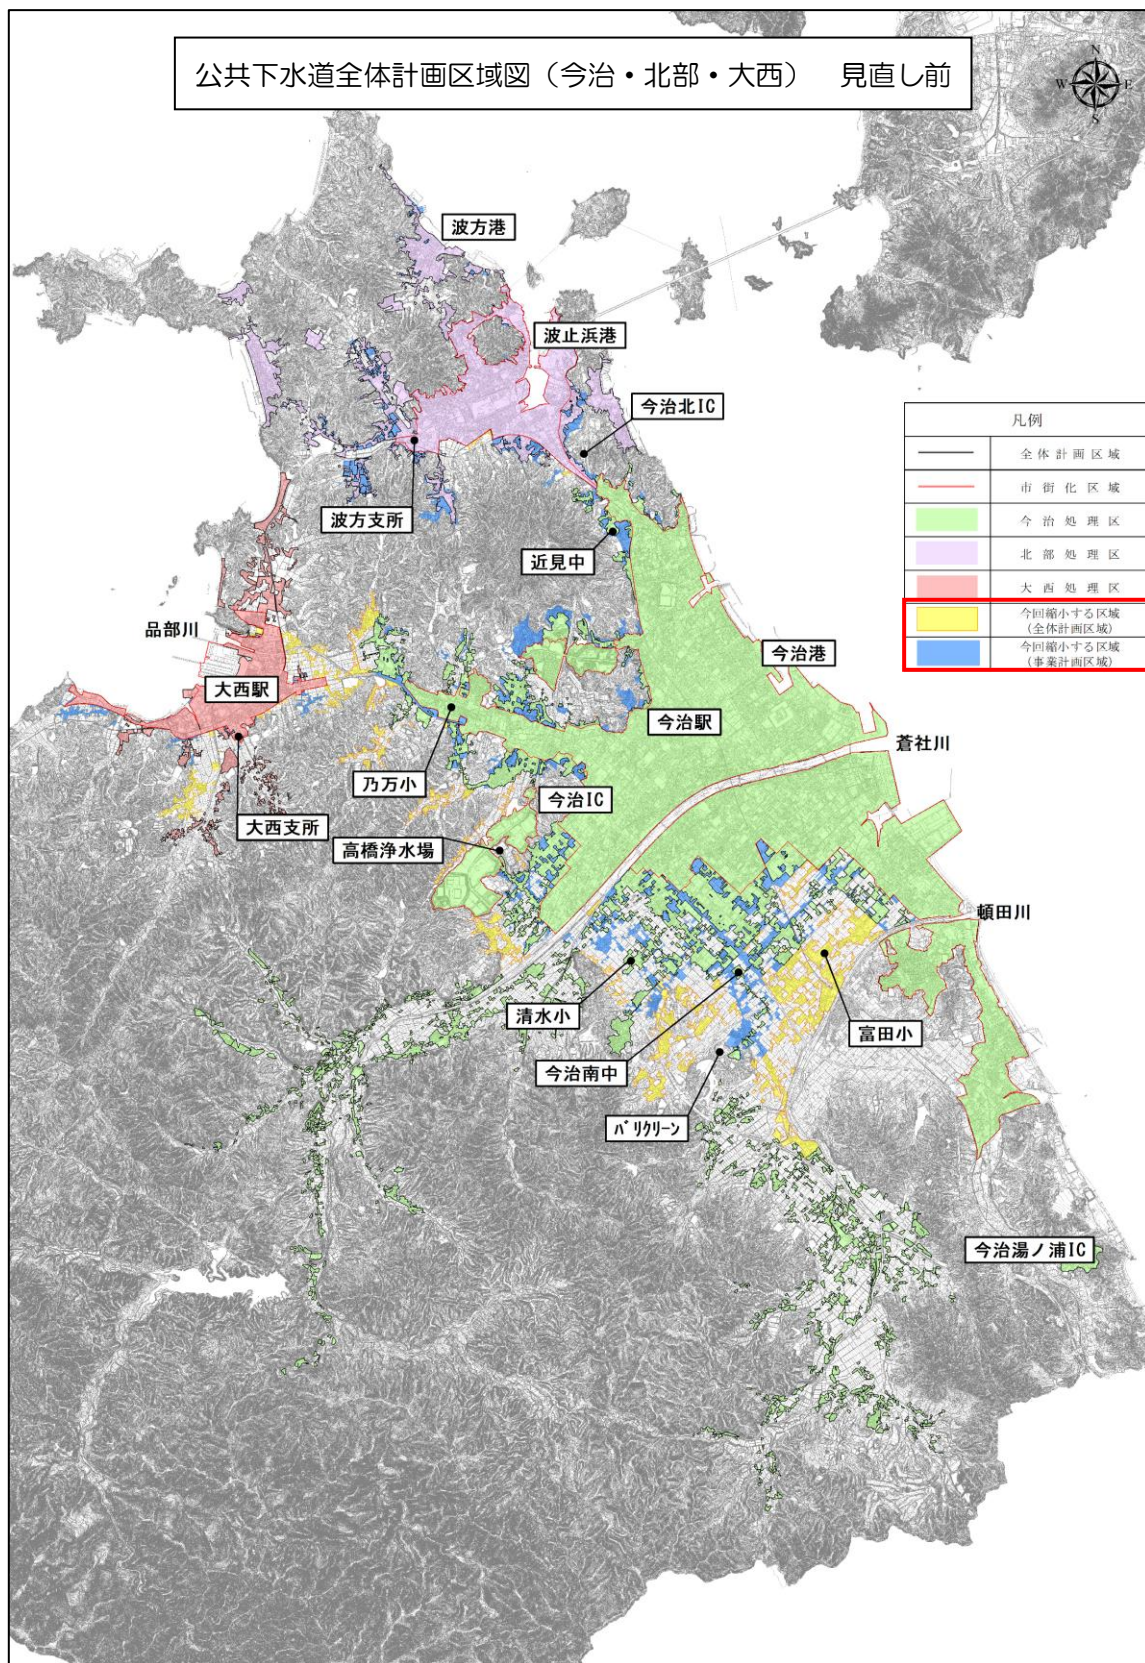 公共下水道全体計画区域図（今治・北部・大西）　見直し前
N
W
E
S
波方港
波止浜港
今治北IC
凡例
全体計画区域
市街化区域
今治処理区
北部処理区
大西処理区
今回縮小する区域
(全体計画区域)
今回縮小する区域
(事業計画区域)
波方支所
近見中
品部川
今治港
大西駅
今治駅
蒼社川
乃万小
今治IC
大西支所
高橋浄水場
頓田川
清水小
富田小
今治南中
ﾊﾞﾘｸﾘｰﾝ
今治湯ノ浦IC